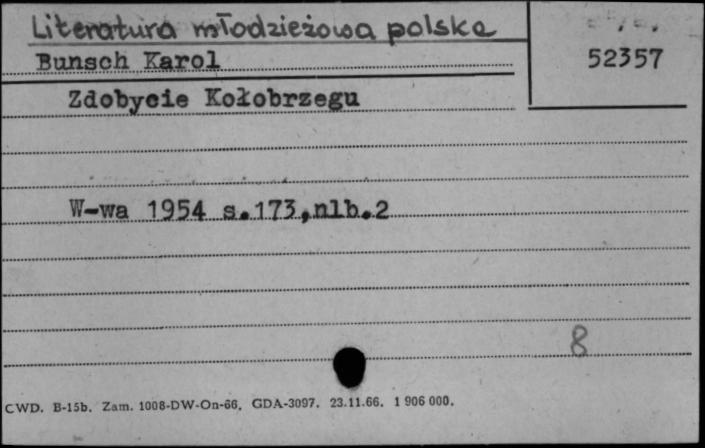 Literatura młodzieżowa polska
Bunsch Karol
52357
Zdobycie Kołobrzegu
W-wa 1954 s.173,nlb.2
8
CWD. B-15b. Zam. 1008-DW-On-66. GDA-3097. 23.11.66. 1 906 000.